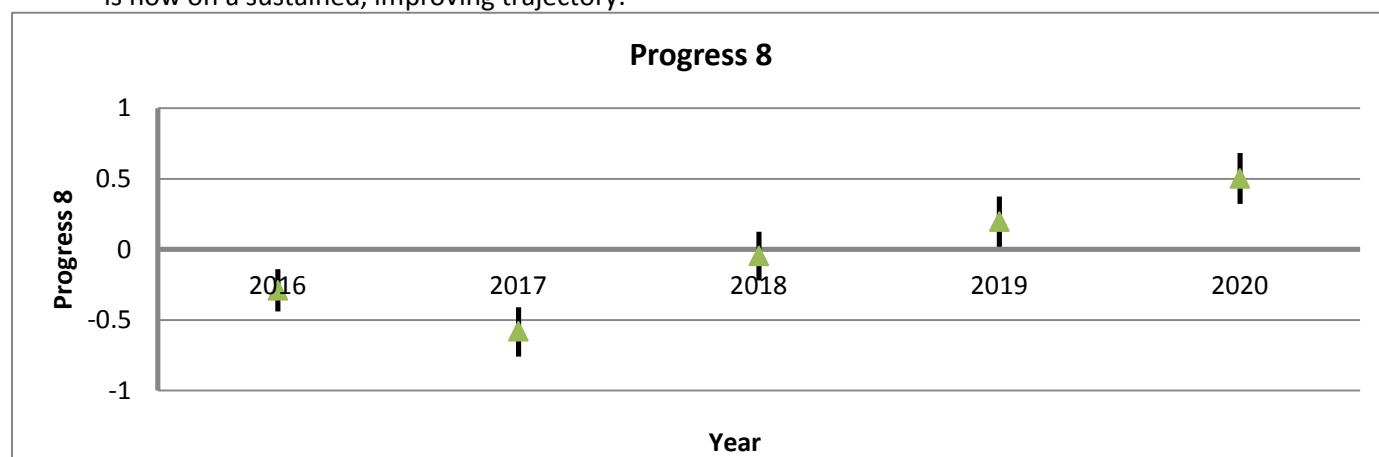 is now on a sustained, improving trajectory.
Progress 8
1
0.5
0
-0.5
-1
Progress 8
2016 2017 2018 2019 2020
Year